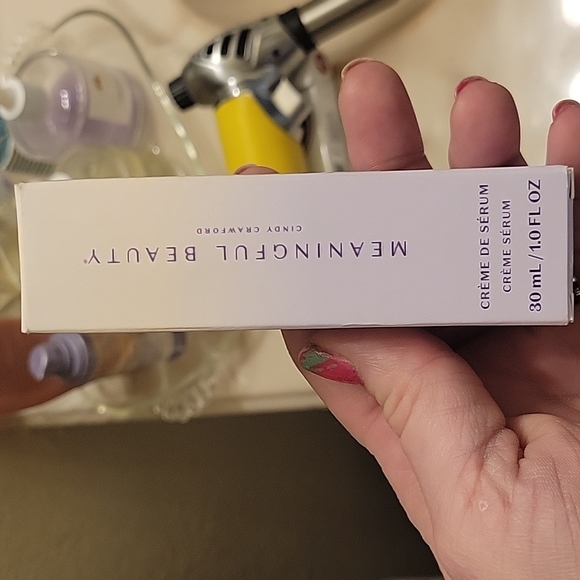 MEANINGFUL BEAUTY®
CINDY CRAWFORD
CRÈME DE SÉRUM
CRÈME SÉRUM
30 mL / 1.0 FL OZ